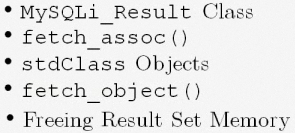 • MySQLi_Result Class
• fetch_assoc()
• stdClass Objects
• fetch_object()
• Freeing Result Set Memory